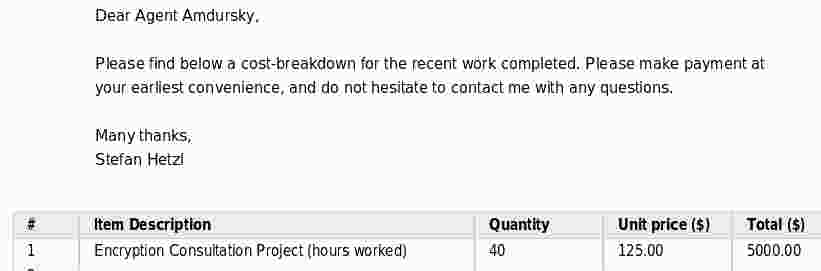 Dear Agent Amdursky,
Please find below a cost-breakdown for the recent work completed. Please make payment at
your earliest convenience, and do not hesitate to contact me with any questions.
Many thanks,
Stefan Hetzl
# Item Description Quantity Unit price ($) Total ($)
1 Encryption Consultation Project (hours worked) 40 125.00 5000.00